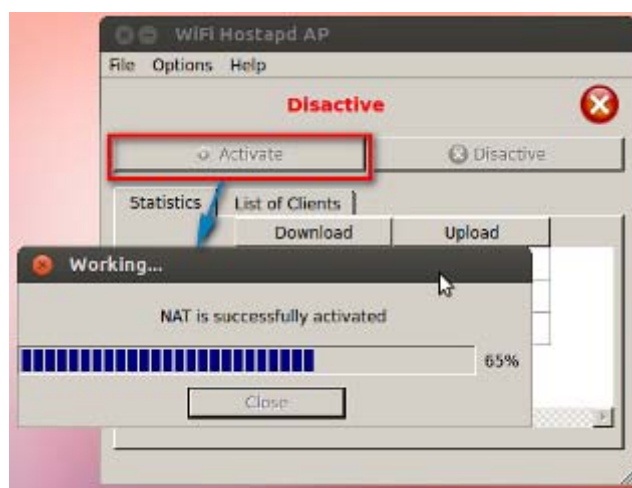 WiFi Hostapd AP
File Options Help
Disactive
Activate Disactive
Statistics List of Clients
Download Upload
Working...
NAT is successfully activated
65%
Close